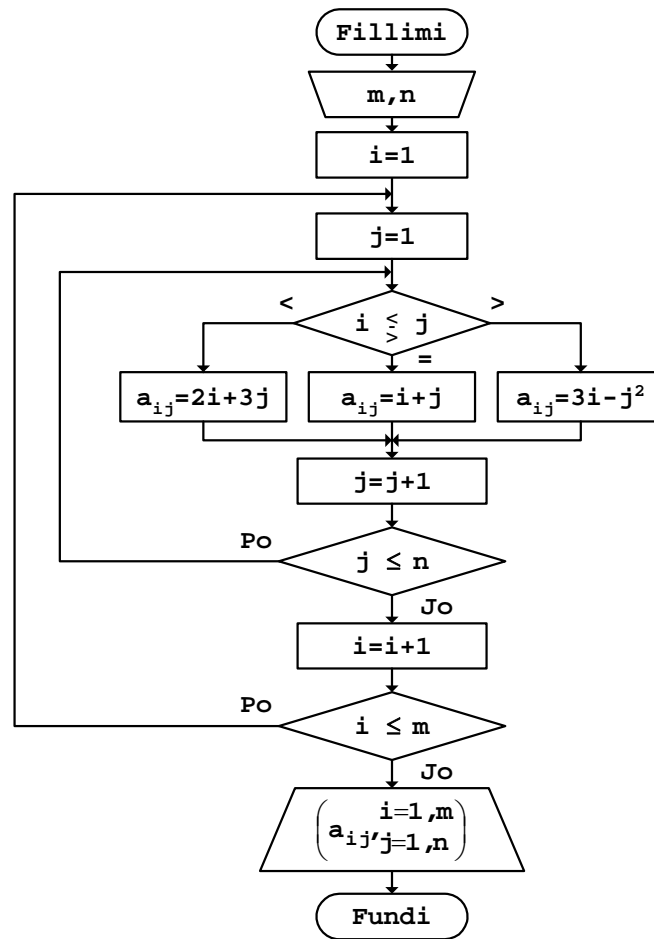 Fillimi
m,n
i=1
j=1
< >
i ⋚ j
=
aᵢⱼ=2i+3j aᵢⱼ=i+j aᵢⱼ=3i-j²
j=j+1
Po
j ≤ n
Jo
i=i+1
Po
i ≤ m
Jo
i=1,m
(aᵢⱼ, j=1,n)
Fundi